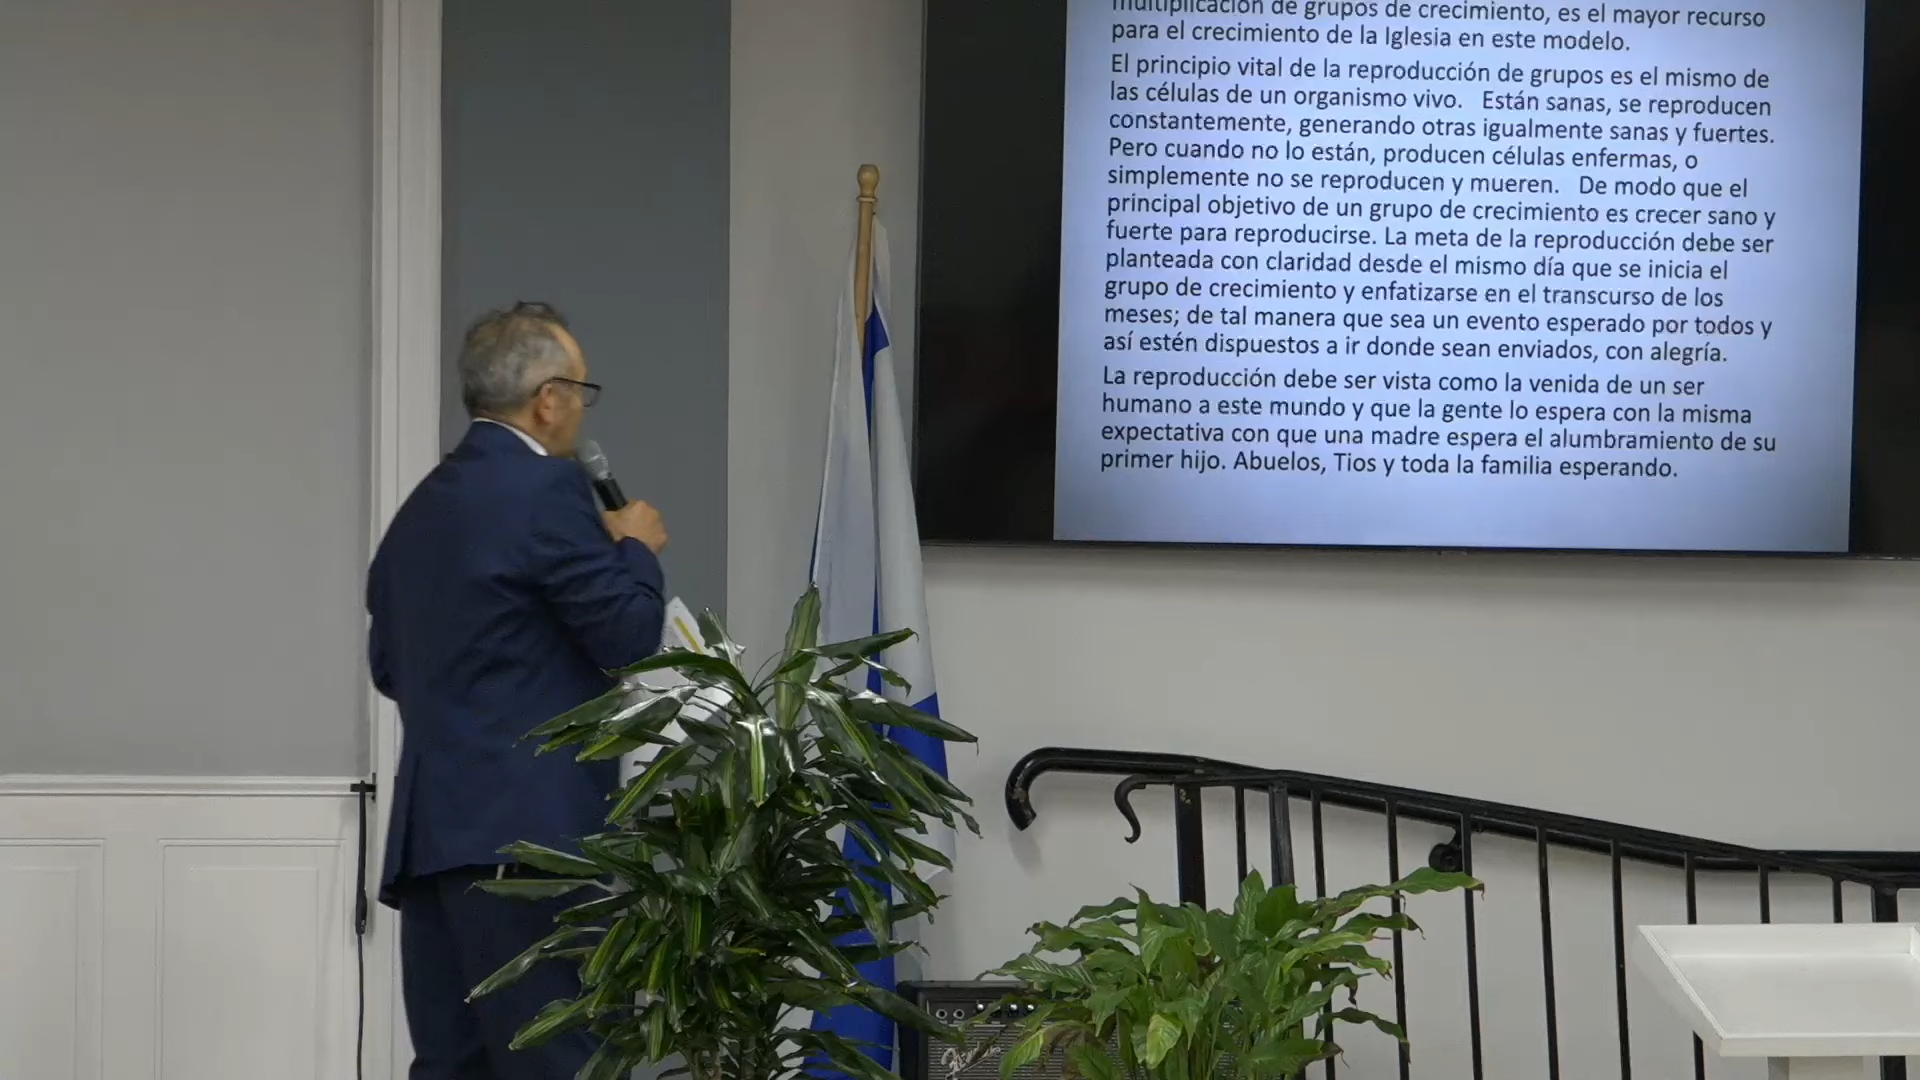 multiplicación de grupos de crecimiento, es el mayor recurso
para el crecimiento de la Iglesia en este modelo.
El principio vital de la reproducción de grupos es el mismo de
las células de un organismo vivo. Están sanas, se reproducen
constantemente, generando otras igualmente sanas y fuertes.
Pero cuando no lo están, producen células enfermas, o
simplemente no se reproducen y mueren. De modo que el
principal objetivo de un grupo de crecimiento es crecer sano y
fuerte para reproducirse. La meta de la reproducción debe ser
planteada con claridad desde el mismo día que se inicia el
grupo de crecimiento y enfatizarse en el transcurso de los
meses; de tal manera que sea un evento esperado por todos y
así estén dispuestos a ir donde sean enviados, con alegría.
La reproducción debe ser vista como la venida de un ser
humano a este mundo y que la gente lo espera con la misma
expectativa con que una madre espera el alumbramiento de su
primer hijo. Abuelos, Tios y toda la familia esperando.
Fender